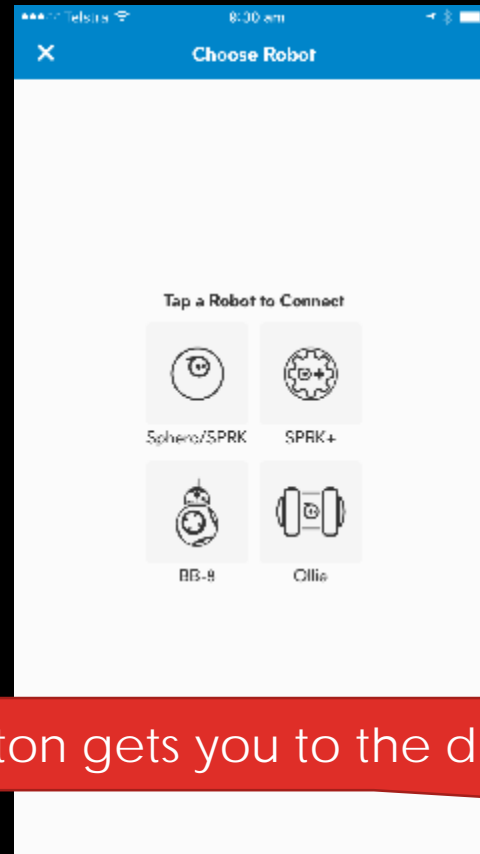 Telstra 8:00 am
Choose Robot
Tap a Robot to Connect
Sphero/SPRK SPRK+
BB-8 Ollie
ton gets you to the d